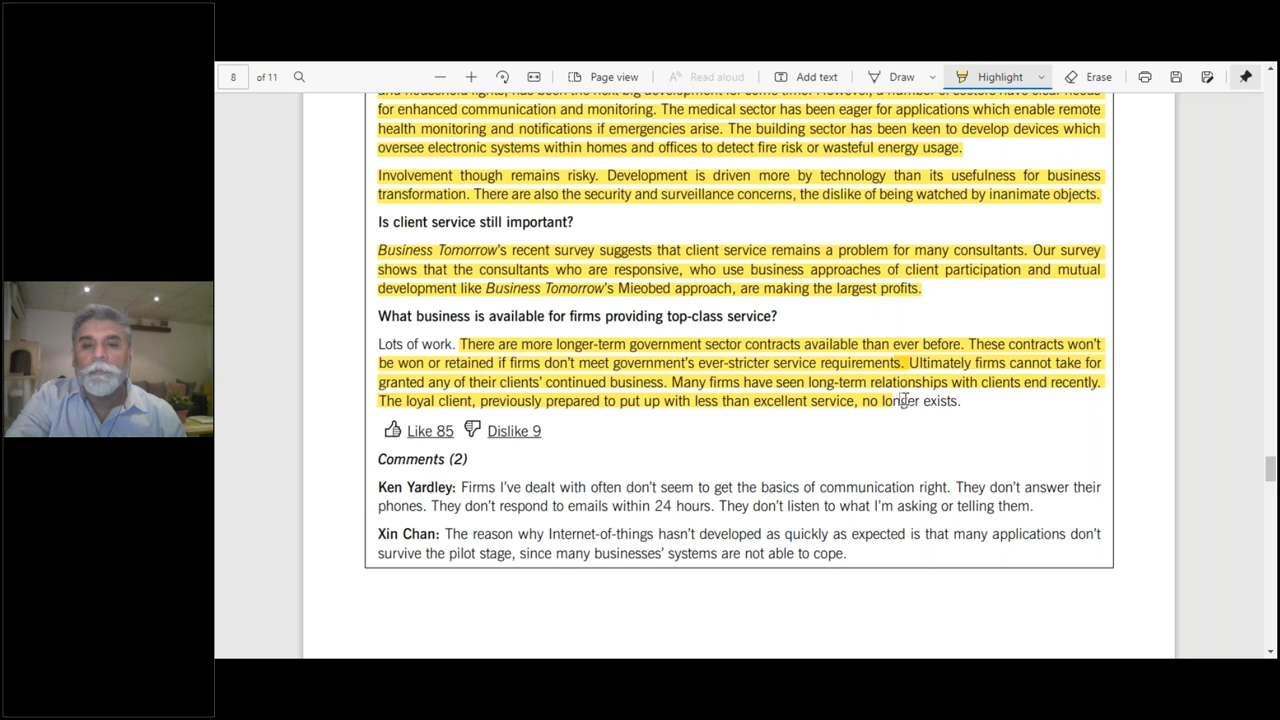 8 of 11
Page view
Read aloud
Add text
Draw
Highlight
Erase
for enhanced communication and monitoring. The medical sector has been eager for applications which enable remote
health monitoring and notifications if emergencies arise. The building sector has been keen to develop devices which
oversee electronic systems within homes and offices to detect fire risk or wasteful energy usage.
Involvement though remains risky. Development is driven more by technology than its usefulness for business
transformation. There are also the security and surveillance concerns, the dislike of being watched by inanimate objects.
Is client service still important?
Business Tomorrow's recent survey suggests that client service remains a problem for many consultants. Our survey
shows that the consultants who are responsive, who use business approaches of client participation and mutual
development like Business Tomorrow's Mieobed approach, are making the largest profits.
What business is available for firms providing top-class service?
Lots of work. There are more longer-term government sector contracts available than ever before. These contracts won't
be won or retained if firms don't meet government's ever-stricter service requirements. Ultimately firms cannot take for
granted any of their clients' continued business. Many firms have seen long-term relationships with clients end recently.
The loyal client, previously prepared to put up with less than excellent service, no longer exists.
Like 85 Dislike 9
Comments (2)
Ken Yardley: Firms I've dealt with often don't seem to get the basics of communication right. They don't answer their
phones. They don't respond to emails within 24 hours. They don't listen to what I'm asking or telling them.
Xin Chan: The reason why Internet-of-things hasn't developed as quickly as expected is that many applications don't
survive the pilot stage, since many businesses' systems are not able to cope.